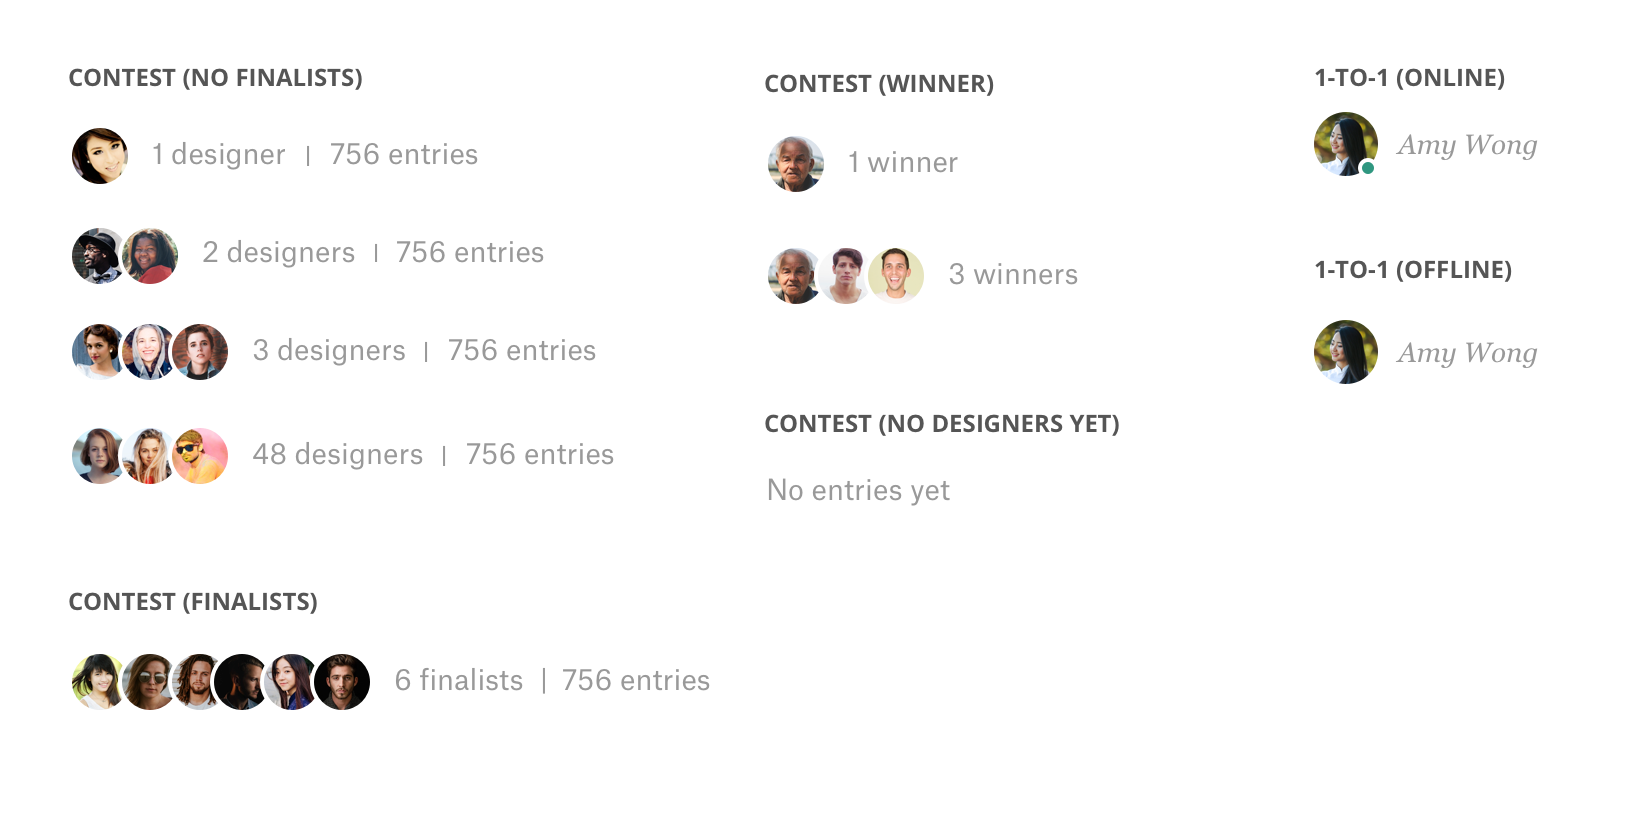 CONTEST (NO FINALISTS)
1 designer | 756 entries
2 designers | 756 entries
3 designers | 756 entries
48 designers | 756 entries
CONTEST (FINALISTS)
6 finalists | 756 entries
CONTEST (WINNER)
1 winner
3 winners
CONTEST (NO DESIGNERS YET)
No entries yet
1-TO-1 (ONLINE)
Amy Wong
1-TO-1 (OFFLINE)
Amy Wong